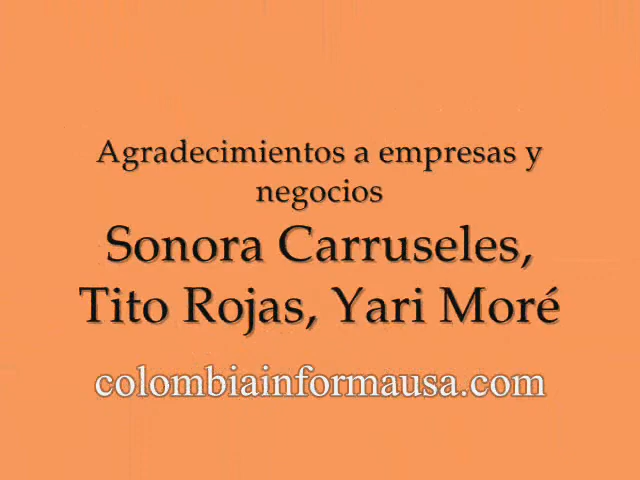 Agradecimientos a empresas y
negocios
Sonora Carruseles,
Tito Rojas, Yari Moré
colombiainformausa.com